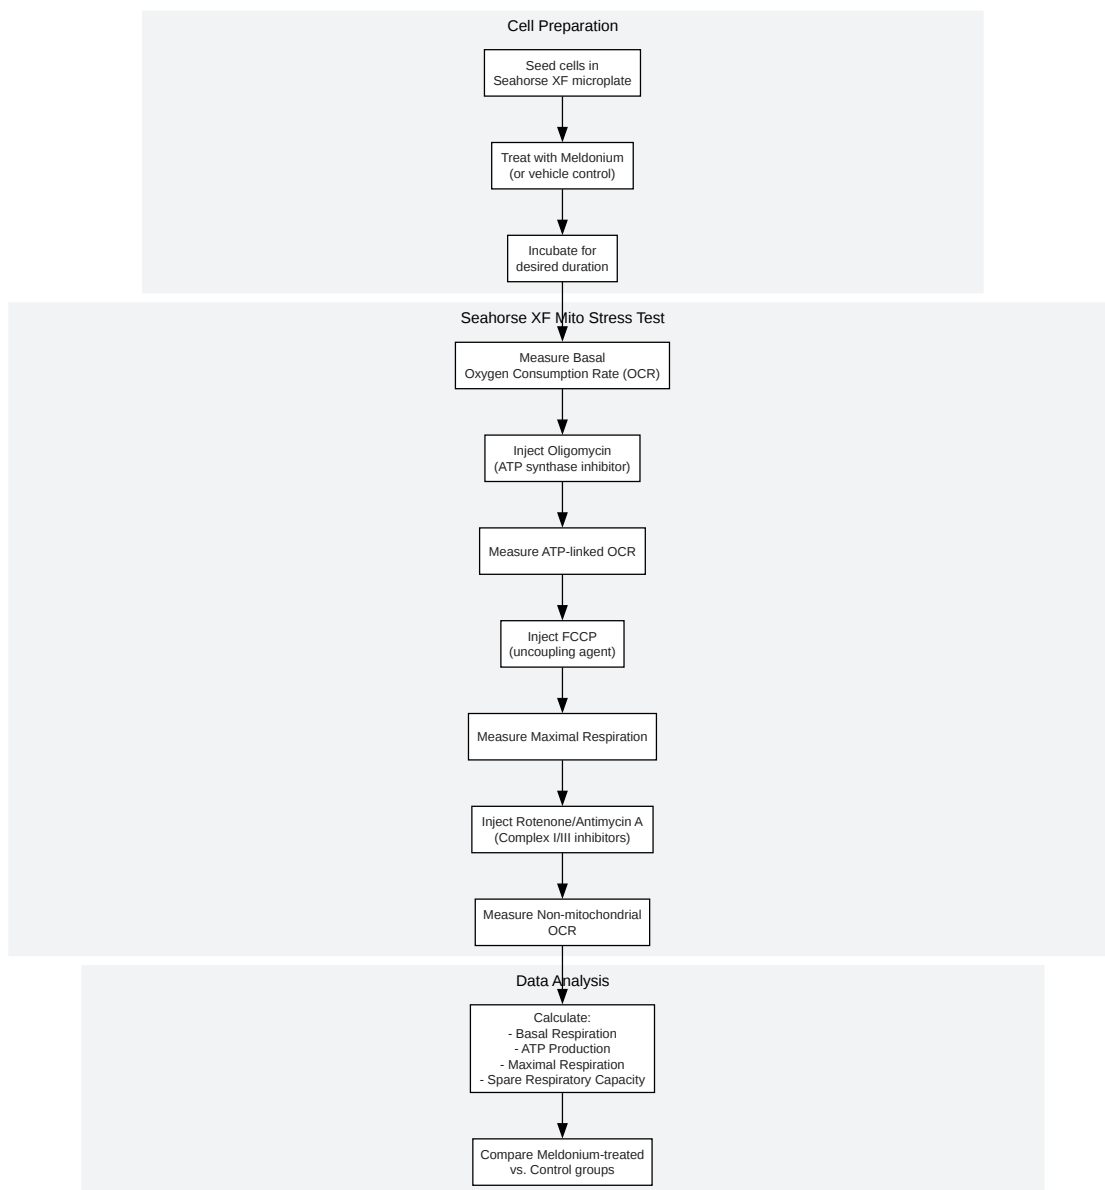 Cell Preparation
Seed cells in
Seahorse XF microplate
Treat with Meldonium
(or vehicle control)
Incubate for
desired duration
Seahorse XF Mito Stress Test
Measure Basal
Oxygen Consumption Rate (OCR)
Inject Oligomycin
(ATP synthase inhibitor)
Measure ATP-linked OCR
Inject FCCP
(uncoupling agent)
Measure Maximal Respiration
Inject Rotenone/Antimycin A
(Complex I/III inhibitors)
Measure Non-mitochondrial
OCR
Data Analysis
Calculate:
- Basal Respiration
- ATP Production
- Maximal Respiration
- Spare Respiratory Capacity
Compare Meldonium-treated
vs. Control groups